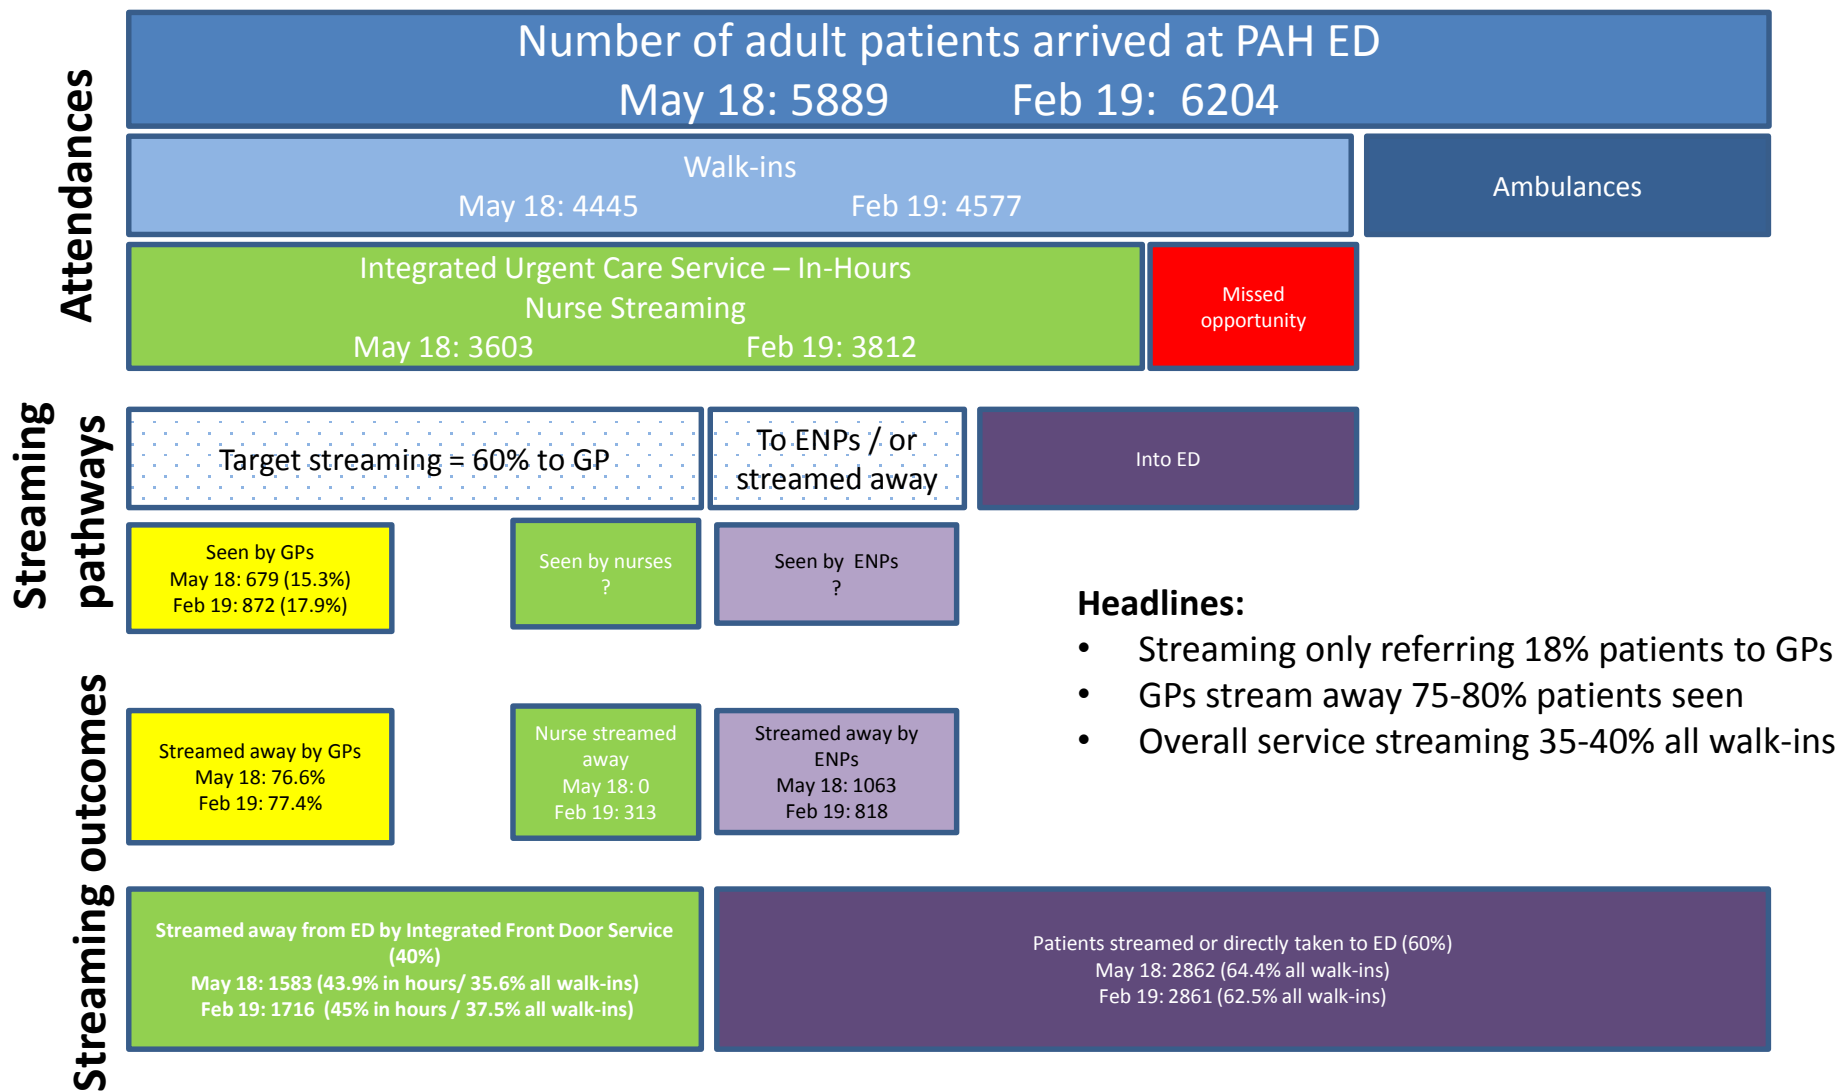 Attendances
Number of adult patients arrived at PAH ED
May 18: 5889 Feb 19: 6204
Walk-ins
May 18: 4445 Feb 19: 4577
Ambulances
Integrated Urgent Care Service – In-Hours
Nurse Streaming
May 18: 3603 Feb 19: 3812
Missed
opportunity
Streaming
pathways
Target streaming = 60% to GP
To ENPs / or
streamed away
Into ED
Seen by GPs
May 18: 679 (15.3%)
Feb 19: 872 (17.9%)
Seen by nurses
?
Seen by ENPs
?
Headlines:
• Streaming only referring 18% patients to GPs
• GPs stream away 75-80% patients seen
• Overall service streaming 35-40% all walk-ins
Streaming outcomes
Streamed away by GPs
May 18: 76.6%
Feb 19: 77.4%
Nurse streamed
away
May 18: 0
Feb 19: 313
Streamed away by
ENPs
May 18: 1063
Feb 19: 818
Streamed away from ED by Integrated Front Door Service
(40%)
May 18: 1583 (43.9% in hours/ 35.6% all walk-ins)
Feb 19: 1716 (45% in hours / 37.5% all walk-ins)
Patients streamed or directly taken to ED (60%)
May 18: 2862 (64.4% all walk-ins)
Feb 19: 2861 (62.5% all walk-ins)